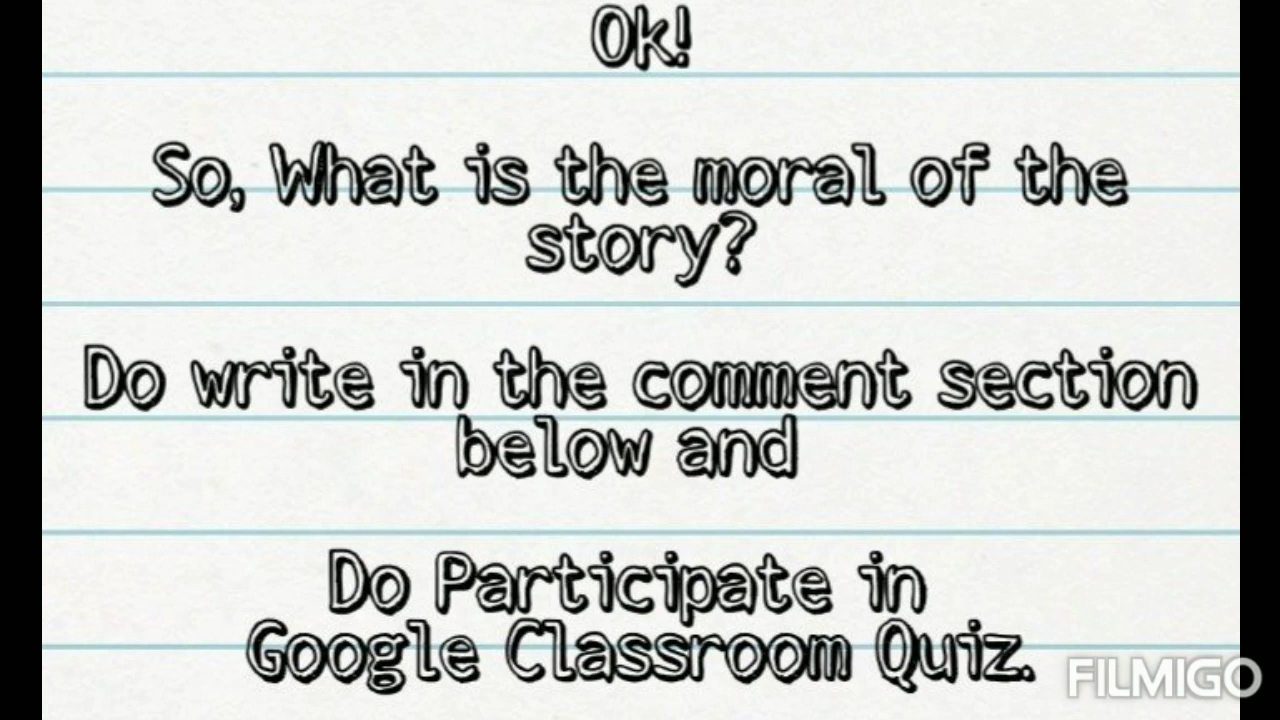 Ok!
So, What is the moral of the
story?
Do write in the comment section
below and
Do Participate in
Google Classroom Quiz.
FILMIGO